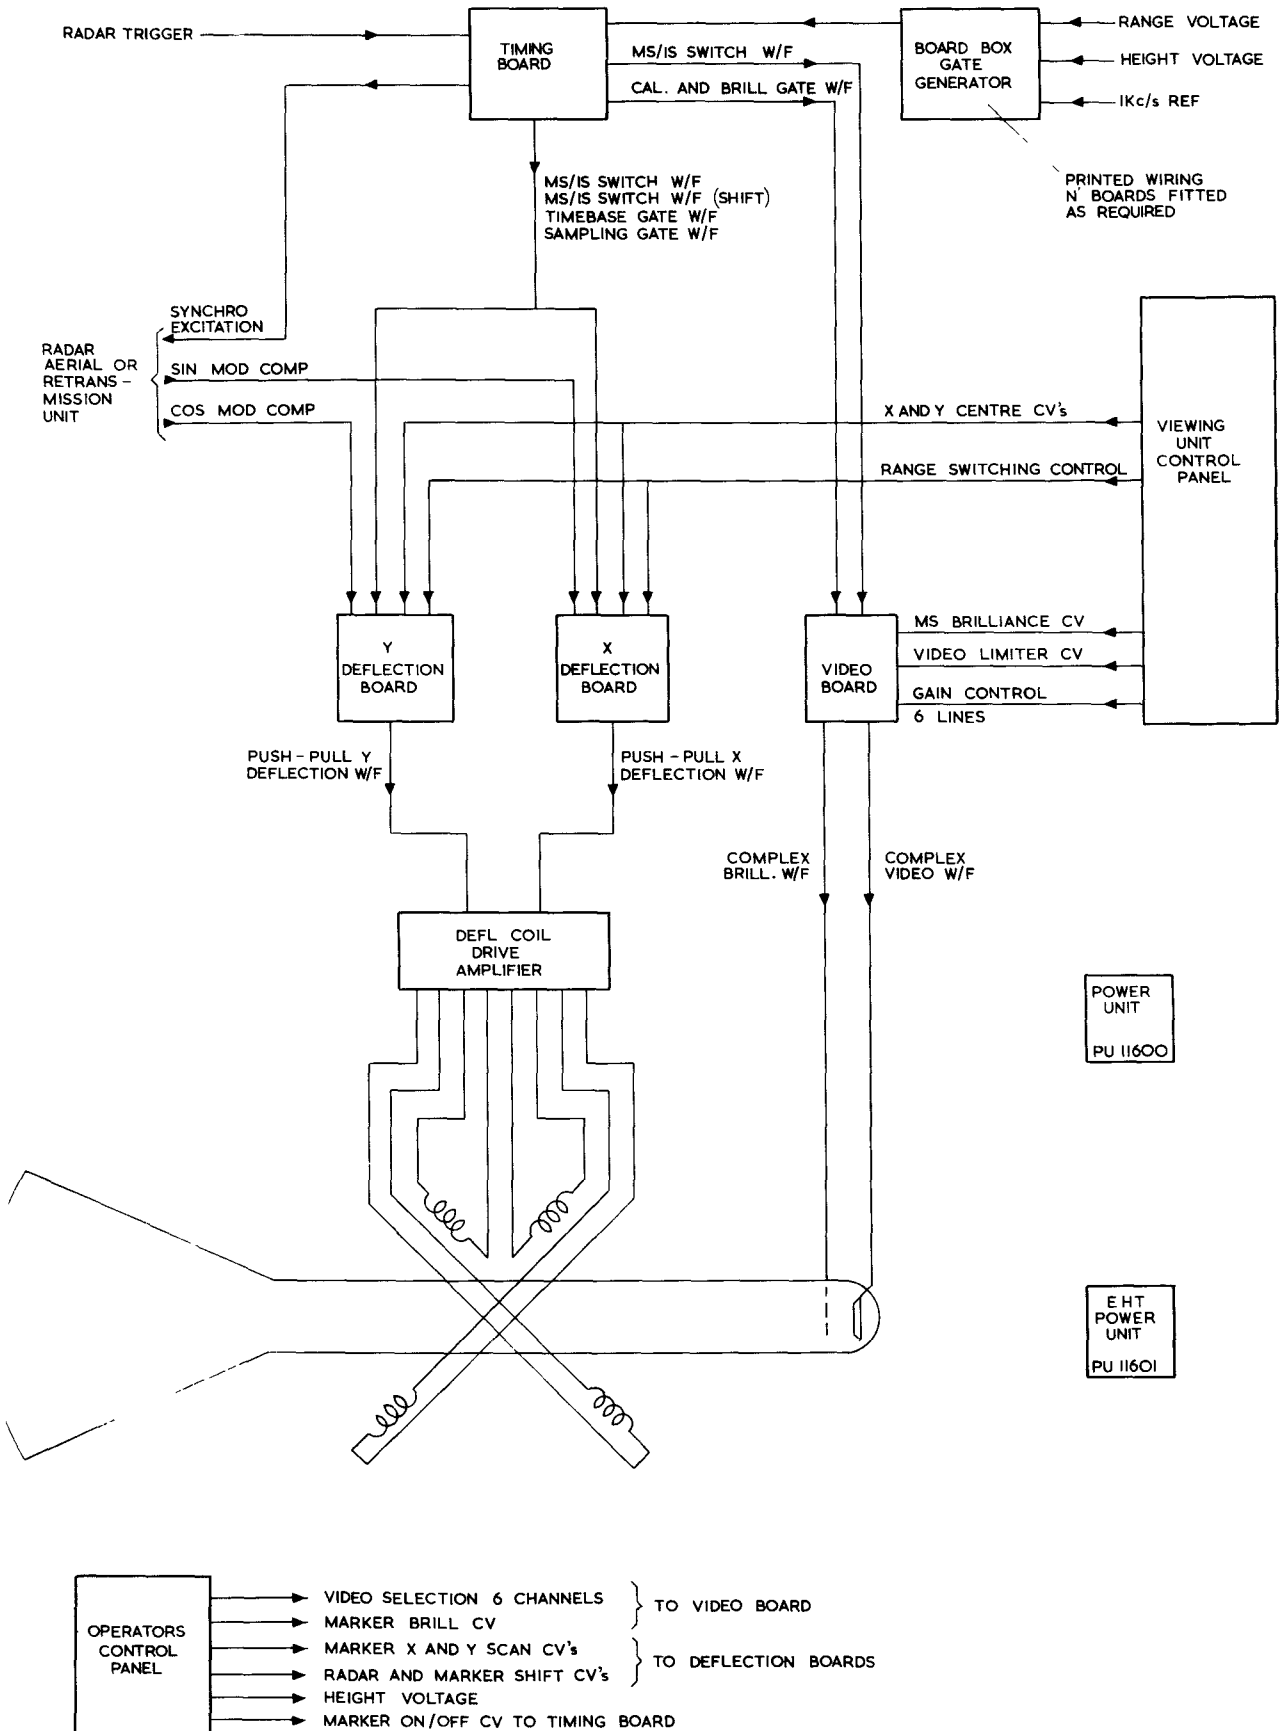 RADAR TRIGGER
TIMING
BOARD
MS/IS SWITCH W/F
CAL. AND BRILL GATE W/F
BOARD BOX
GATE
GENERATOR
RANGE VOLTAGE
HEIGHT VOLTAGE
IKc/s REF
PRINTED WIRING
N' BOARDS FITTED
AS REQUIRED
MS/IS SWITCH W/F
MS/IS SWITCH W/F (SHIFT)
TIMEBASE GATE W/F
SAMPLING GATE W/F
SYNCHRO
EXCITATION
RADAR
AERIAL OR
RETRANS-
MISSION
UNIT
SIN MOD COMP
COS MOD COMP
X AND Y CENTRE CV's
RANGE SWITCHING CONTROL
VIEWING
UNIT
CONTROL
PANEL
Y
DEFLECTION
BOARD
X
DEFLECTION
BOARD
VIDEO
BOARD
MS BRILLIANCE CV
VIDEO LIMITER CV
GAIN CONTROL
6 LINES
PUSH-PULL Y
DEFLECTION W/F
PUSH-PULL X
DEFLECTION W/F
COMPLEX
BRILL. W/F
COMPLEX
VIDEO W/F
DEFL COIL
DRIVE
AMPLIFIER
POWER
UNIT
PU 11600
EHT
POWER
UNIT
PU 11601
OPERATORS
CONTROL
PANEL
VIDEO SELECTION 6 CHANNELS
MARKER BRILL CV
TO VIDEO BOARD
MARKER X AND Y SCAN CV's
RADAR AND MARKER SHIFT CV's
TO DEFLECTION BOARDS
HEIGHT VOLTAGE
MARKER ON/OFF CV TO TIMING BOARD